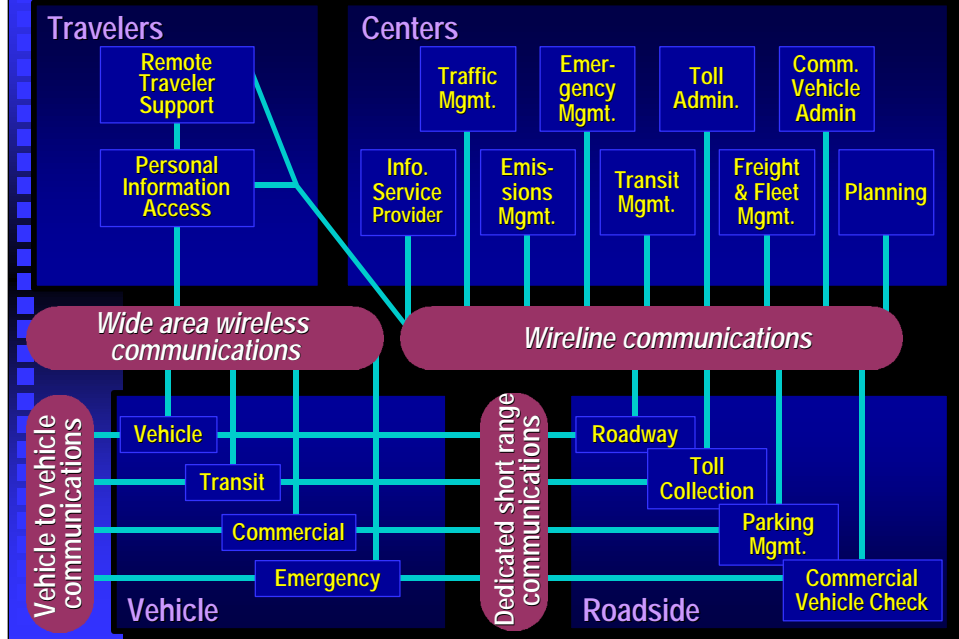 Travelers
Remote
Traveler
Support
Personal
Information
Access
Centers
Traffic
Mgmt.
Emer-
gency
Mgmt.
Toll
Admin.
Comm.
Vehicle
Admin
Info.
Service
Provider
Emis-
sions
Mgmt.
Transit
Mgmt.
Freight
& Fleet
Mgmt.
Planning
Wide area wireless
communications
Wireline communications
Vehicle to vehicle
communications
Vehicle
Transit
Commercial
Emergency
Vehicle
Dedicated short range
communications
Roadway
Toll
Collection
Parking
Mgmt.
Commercial
Vehicle Check
Roadside